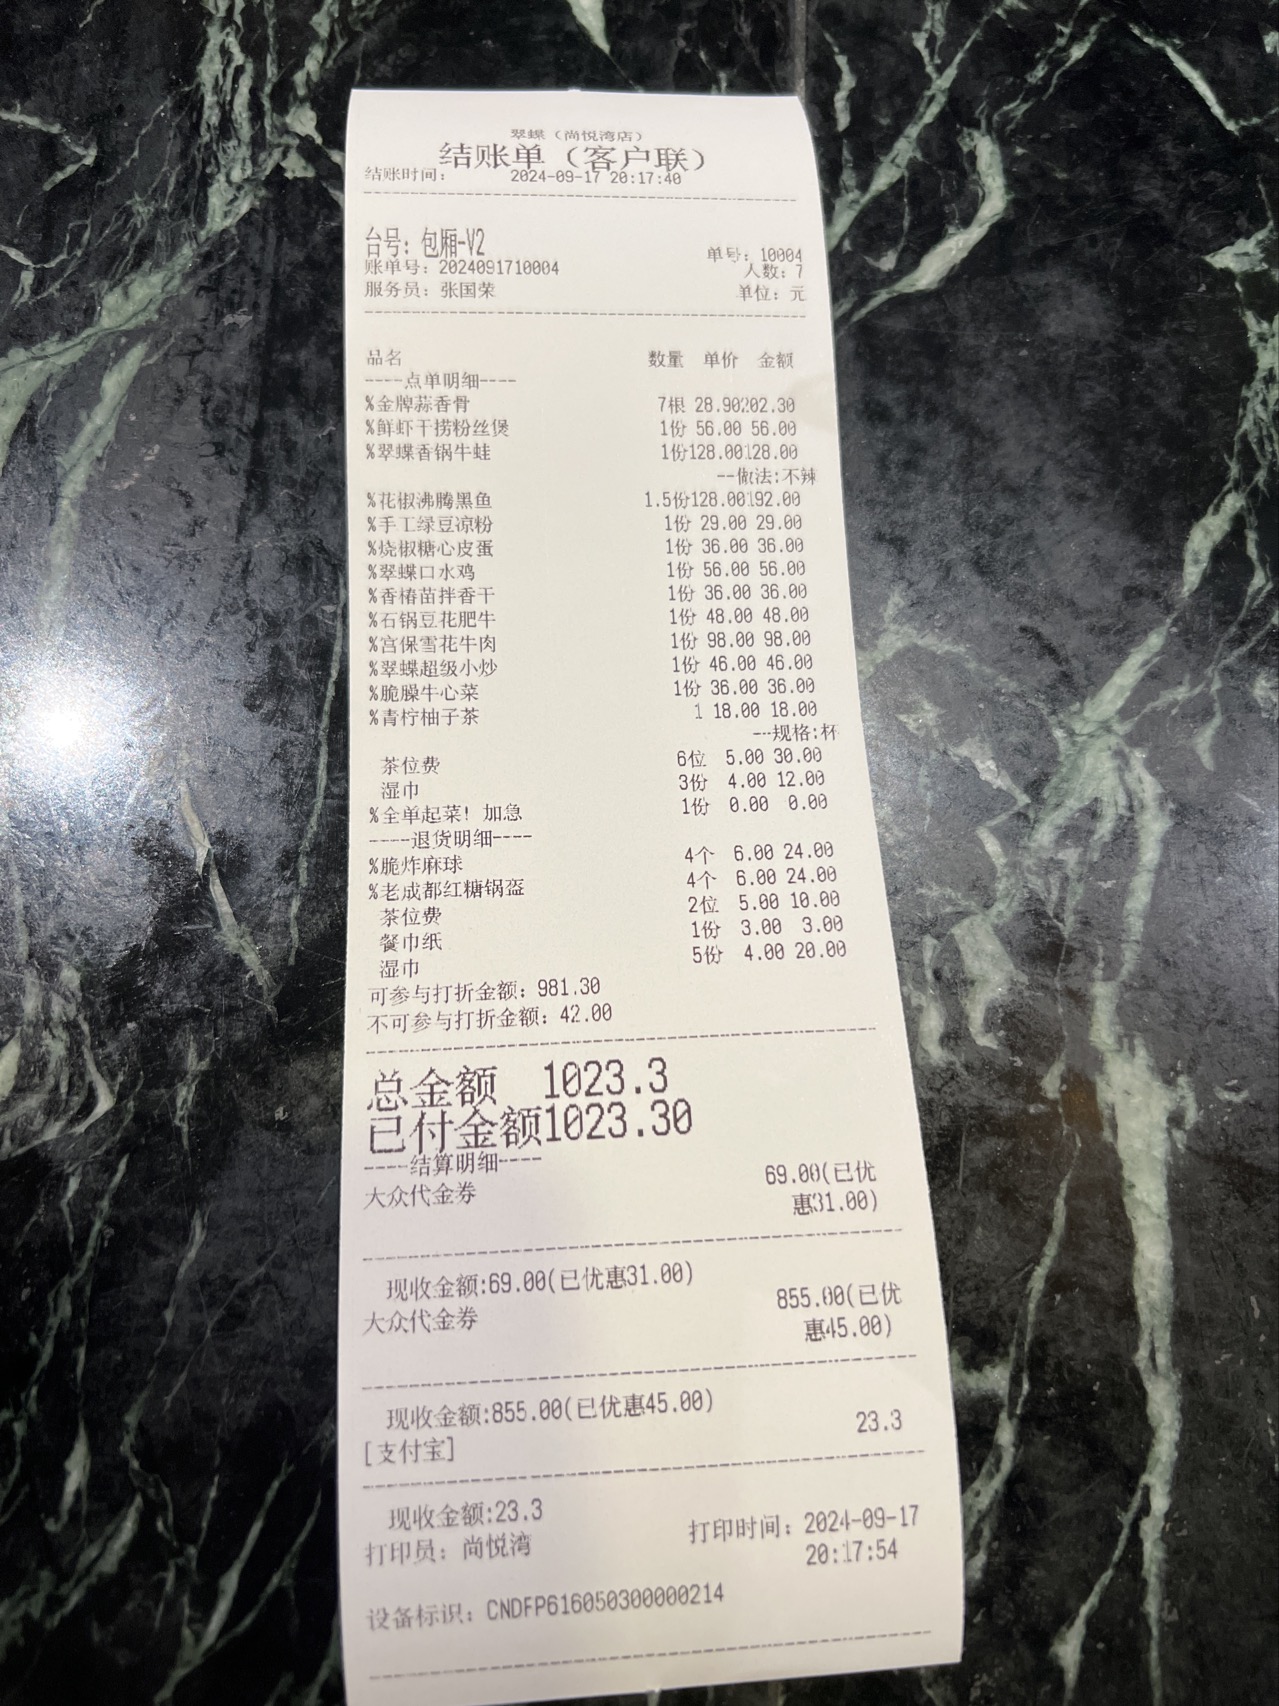 翠蝶（尚悦湾店）
结账单（客户联）
结账时间： 2024-09-17 20:17:40
台号：包厢-V2
单号：10004
账单号：2024091710004 人数：7
服务员：张国荣 单位：元
品名 数量 单价 金额
----点单明细----
%金牌蒜香骨 7根 28.90 202.30
%鲜虾干捞粉丝煲 1份 56.00 56.00
%翠蝶香锅牛蛙 1份 128.00 128.00
--做法:不辣
%花椒沸腾黑鱼 1.5份 128.00 192.00
%手工绿豆凉粉 1份 29.00 29.00
%烧椒糖心皮蛋 1份 36.00 36.00
%翠蝶口水鸡 1份 56.00 56.00
%香椿苗拌香干 1份 36.00 36.00
%石锅豆花肥牛 1份 48.00 48.00
%宫保雪花牛肉 1份 98.00 98.00
%翠蝶超级小炒 1份 46.00 46.00
%脆臊牛心菜 1份 36.00 36.00
%青柠柚子茶 1 18.00 18.00
---规格:杯
茶位费 6位 5.00 30.00
湿巾 3份 4.00 12.00
%全单起菜！加急 1份 0.00 0.00
----退货明细----
%脆炸麻球 4个 6.00 24.00
%老成都红糖锅盔 4个 6.00 24.00
茶位费 2位 5.00 10.00
餐巾纸 1份 3.00 3.00
湿巾 5份 4.00 20.00
可参与打折金额：981.30
不可参与打折金额：42.00
总金额 1023.3
已付金额1023.30
----结算明细----
大众代金券 69.00(已优
惠31.00)
现收金额:69.00(已优惠31.00)
大众代金券 855.00(已优
惠45.00)
现收金额:855.00(已优惠45.00)
[支付宝] 23.3
现收金额:23.3
打印员：尚悦湾 打印时间：2024-09-17
20:17:54
设备标识：CNDFP616050300000214